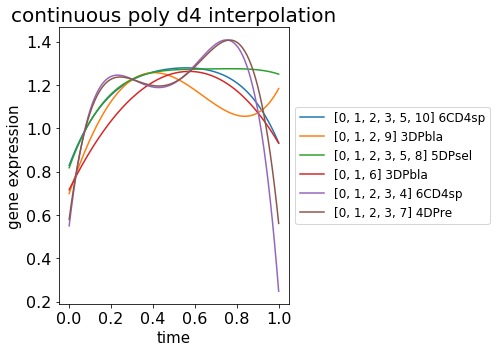 continuous poly d4 interpolation
gene expression
1.4
1.2
1.0
0.8
0.6
0.4
0.2
0.0 0.2 0.4 0.6 0.8 1.0
time
[0, 1, 2, 3, 5, 10] 6CD4sp
[0, 1, 2, 9] 3DPbla
[0, 1, 2, 3, 5, 8] 5DPsel
[0, 1, 6] 3DPbla
[0, 1, 2, 3, 4] 6CD4sp
[0, 1, 2, 3, 7] 4DPre